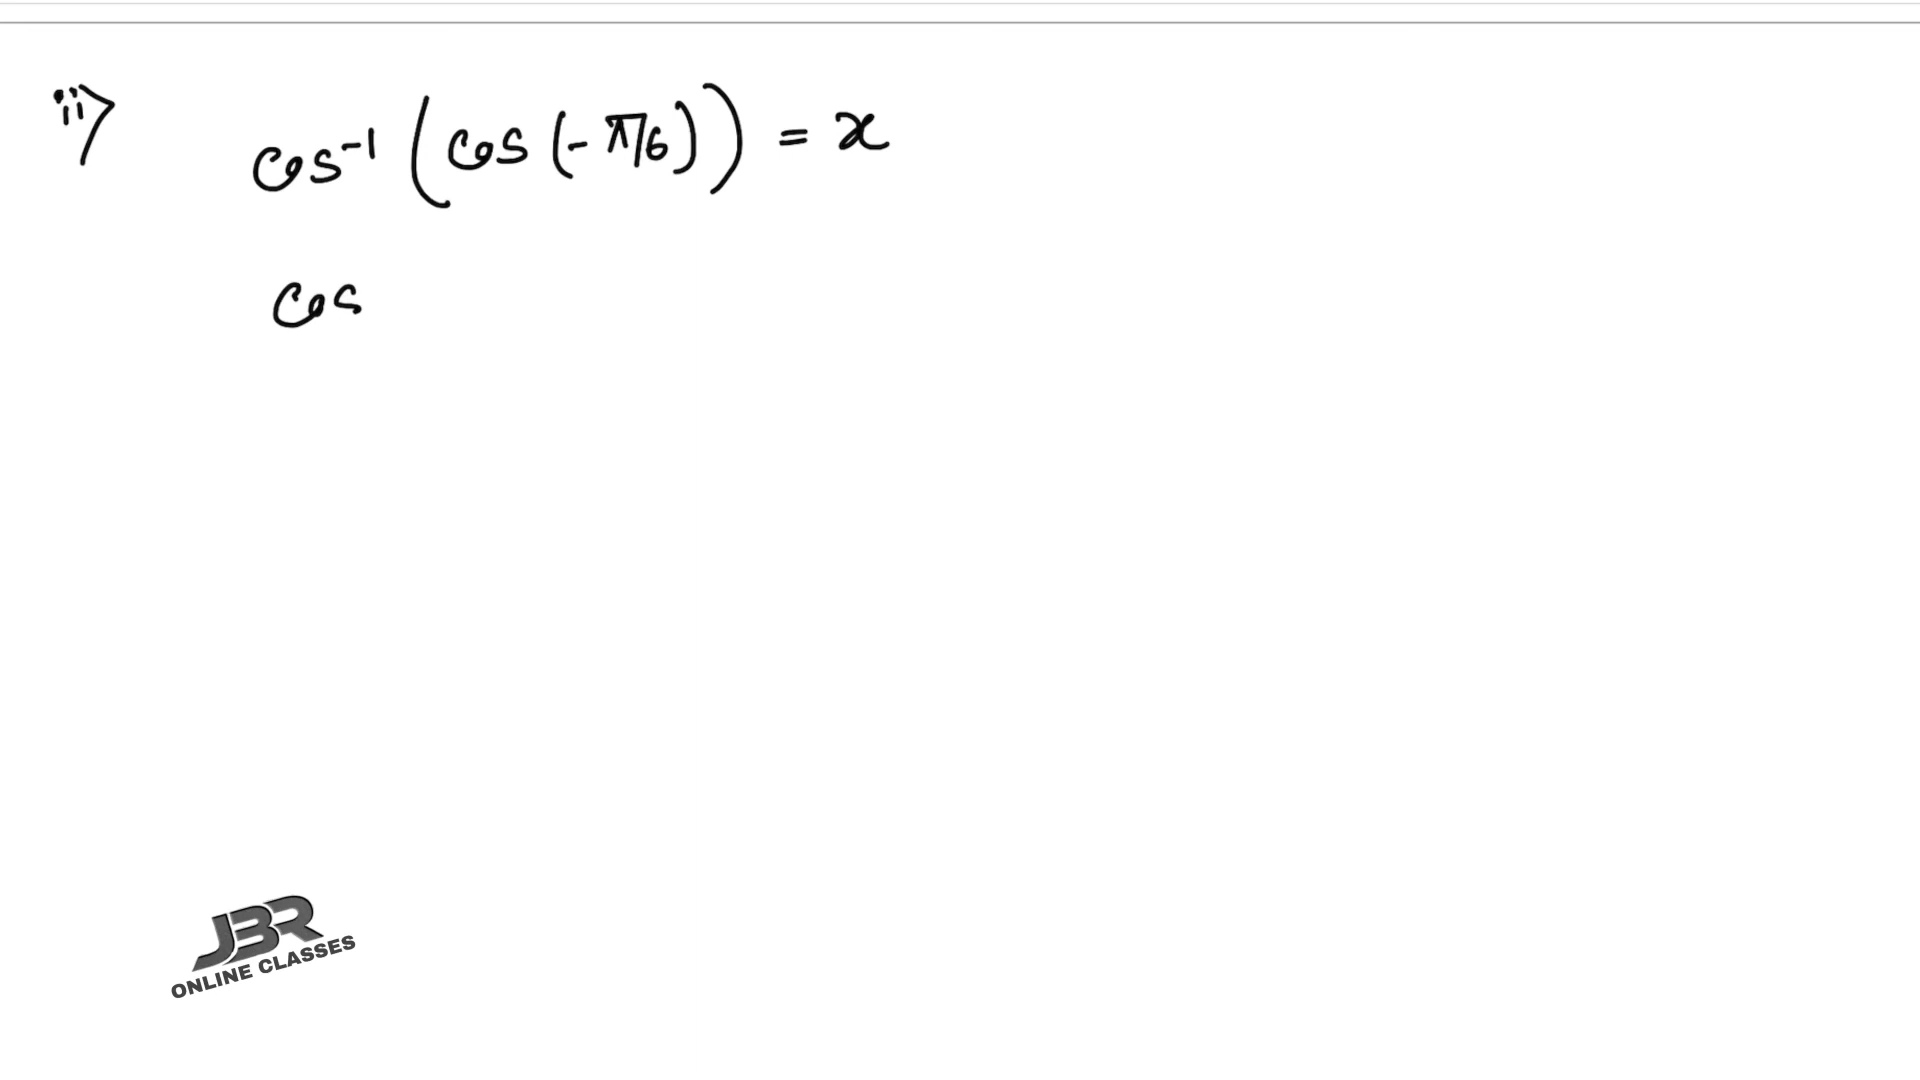 ii)
cos⁻¹ (cos (- π/6)) = x
cos
JBR
ONLINE CLASSES